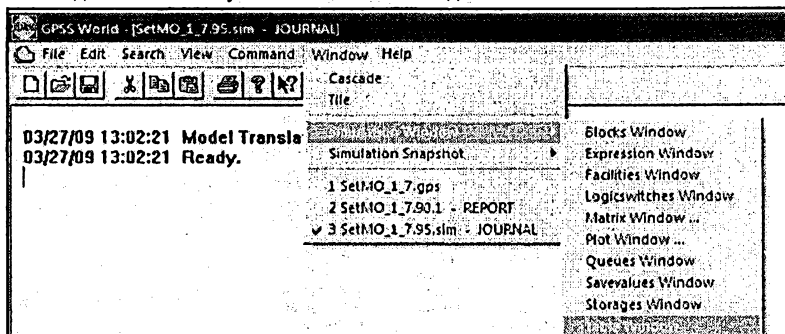 GPSS World - [SetMO_1_7.95.sim - JOURNAL]
File Edit Search View Command Window Help
Cascade
Tile
Simulation Snapshot
1 SetMO_1_7.gps
2 SetMO_1_7.90.1 - REPORT
3 SetMO_1_7.95.sim - JOURNAL
03/27/09 13:02:21 Model Transla
03/27/09 13:02:21 Ready.
Blocks Window
Expression Window
Facilities Window
Logicswitches Window
Matrix Window ...
Plot Window ...
Queues Window
Savevalues Window
Storages Window